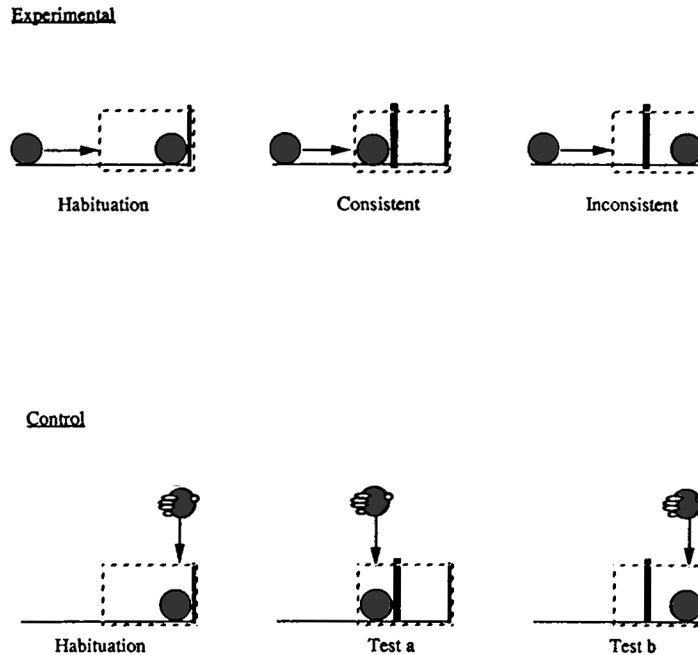 Experimental
Habituation Consistent Inconsistent
Control
Habituation Test a Test b